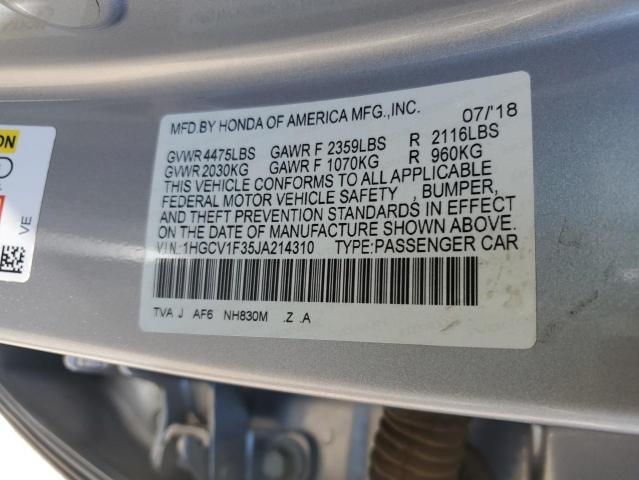 MFD.BY HONDA OF AMERICA MFG.,INC. 07/'18
GVWR 4475LBS GAWR F 2359LBS R 2116LBS
GVWR 2030KG GAWR F 1070KG R 960KG
THIS VEHICLE CONFORMS TO ALL APPLICABLE
FEDERAL MOTOR VEHICLE SAFETY , BUMPER,
AND THEFT PREVENTION STANDARDS IN EFFECT
ON THE DATE OF MANUFACTURE SHOWN ABOVE.
V.I.N.:1HGCV1F35JA214310 TYPE:PASSENGER CAR
TVA J AF6 NH830M .Z .A
ON
VE